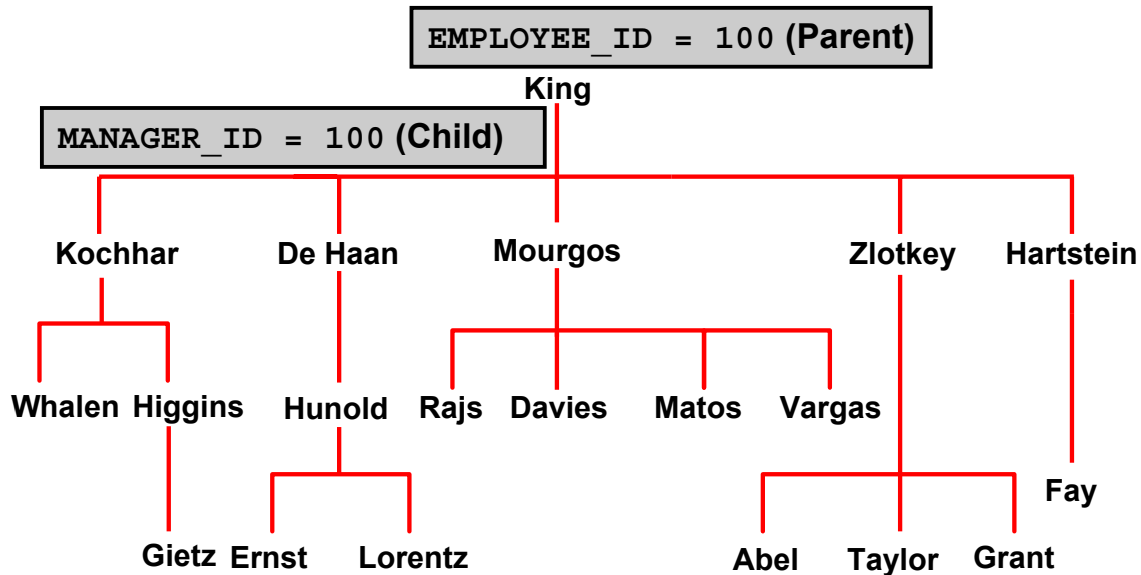 EMPLOYEE_ID = 100 (Parent)
King
MANAGER_ID = 100 (Child)
Kochhar De Haan Mourgos Zlotkey Hartstein
Whalen Higgins Hunold Rajs Davies Matos Vargas
Fay
Gietz Ernst Lorentz Abel Taylor Grant